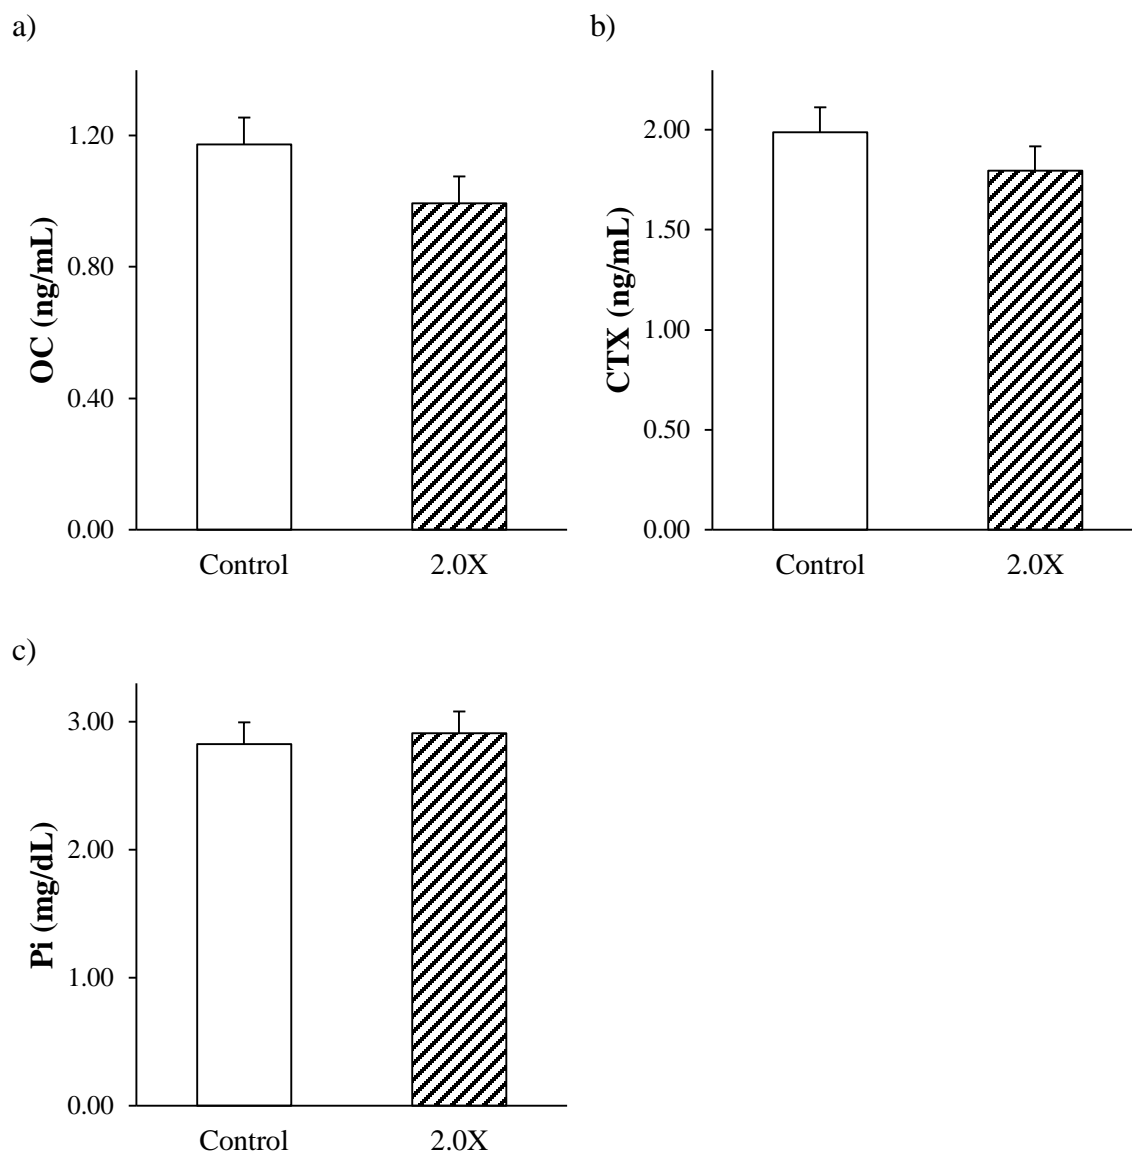 a)
OC (ng/mL)
1.20
0.80
0.40
0.00
Control 2.0X
b)
CTX (ng/mL)
2.00
1.50
1.00
0.50
0.00
Control 2.0X
c)
Pi (mg/dL)
3.00
2.00
1.00
0.00
Control 2.0X